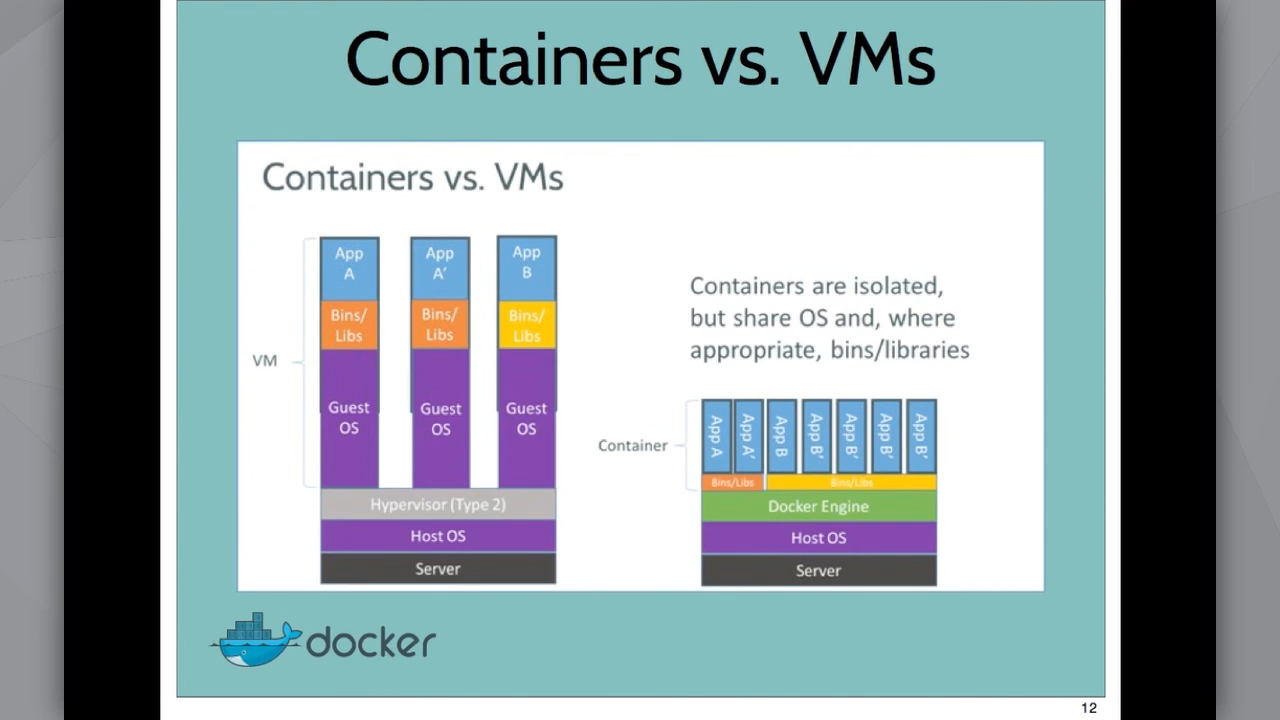 Containers vs. VMs
Containers vs. VMs
VM
App
A
Bins/
Libs
Guest
OS
App
A’
Bins/
Libs
Guest
OS
App
B
Bins/
Libs
Guest
OS
Hypervisor (Type 2)
Host OS
Server
Containers are isolated,
but share OS and, where
appropriate, bins/libraries
Container
App A
App A’
App B
App B’
App B’
App B’
App B’
Bins/Libs
Bins/Libs
Docker Engine
Host OS
Server
docker
12